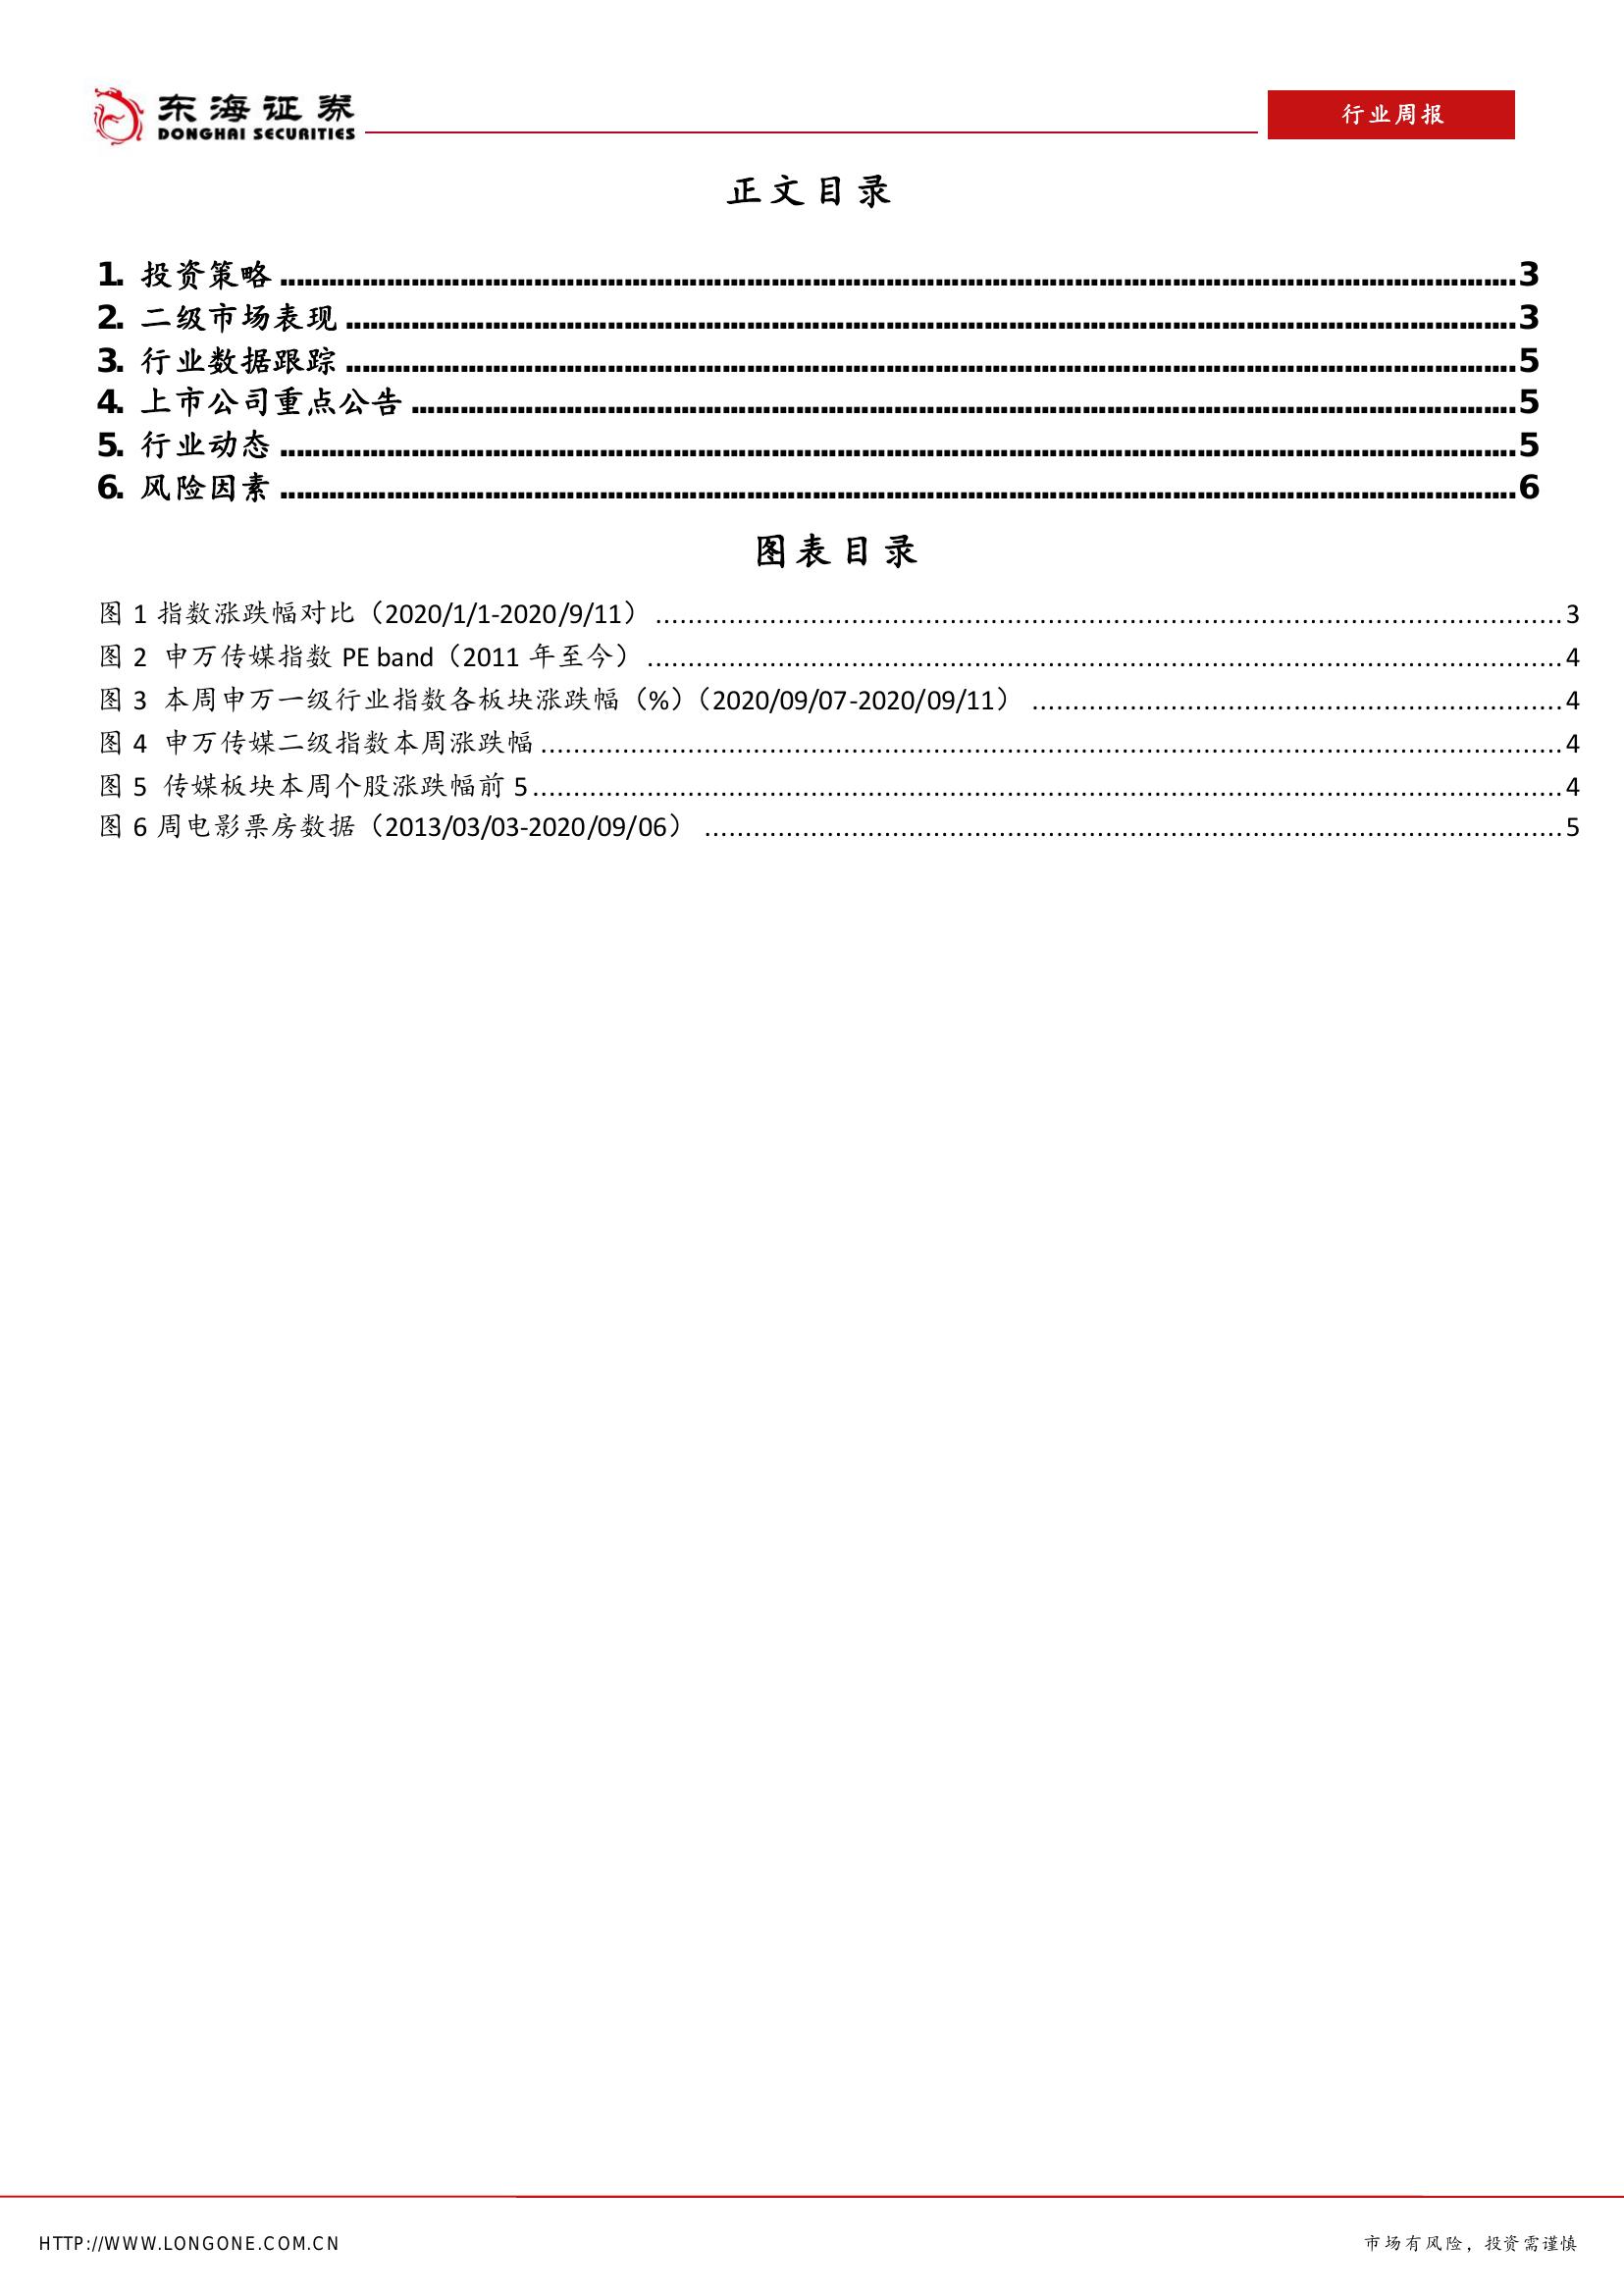 东海证券
DONGHAI SECURITIES
行业周报
正文目录
1. 投资策略 ........................................ 3
2. 二级市场表现 ........................................ 3
3. 行业数据跟踪 ........................................ 5
4. 上市公司重点公告 ........................................ 5
5. 行业动态 ........................................ 5
6. 风险因素 ........................................ 6
图表目录
图 1 指数涨跌幅对比（2020/1/1-2020/9/11） ........................................ 3
图 2 申万传媒指数 PE band（2011 年至今） ........................................ 4
图 3 本周申万一级行业指数各板块涨跌幅（%）（2020/09/07-2020/09/11） ........................................ 4
图 4 申万传媒二级指数本周涨跌幅 ........................................ 4
图 5 传媒板块本周个股涨跌幅前 5 ........................................ 4
图 6 周电影票房数据（2013/03/03-2020/09/06） ........................................ 5
HTTP://WWW.LONGONE.COM.CN
市场有风险，投资需谨慎